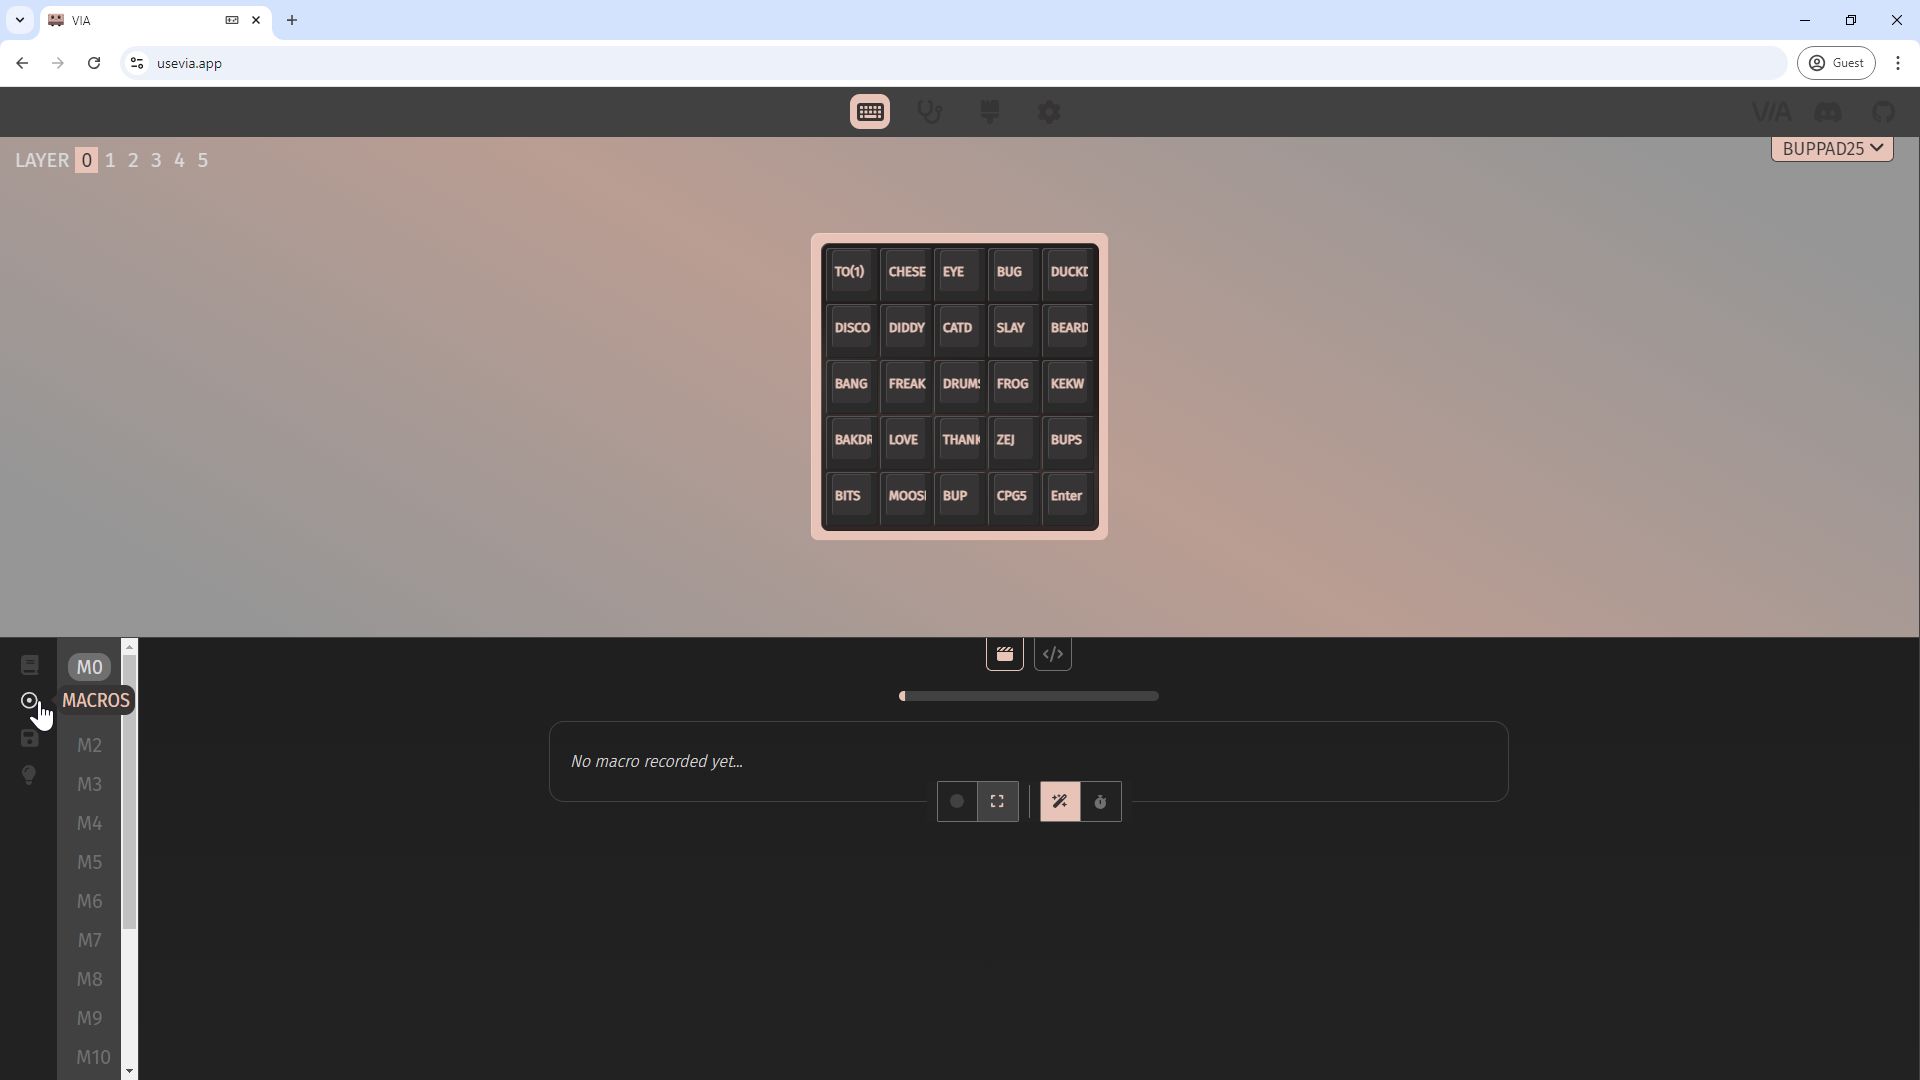 VIA
usevia.app
Guest
VIA
LAYER 0 1 2 3 4 5
BUPPAD25
TO(1) CHESE EYE BUG DUCKD
DISCO DIDDY CATD SLAY BEARD
BANG FREAK DRUMS FROG KEKW
BAKDR LOVE THANK ZEJ BUPS
BITS MOOSE BUP CPG5 Enter
M0
MACROS
M2
M3
M4
M5
M6
M7
M8
M9
M10
No macro recorded yet...